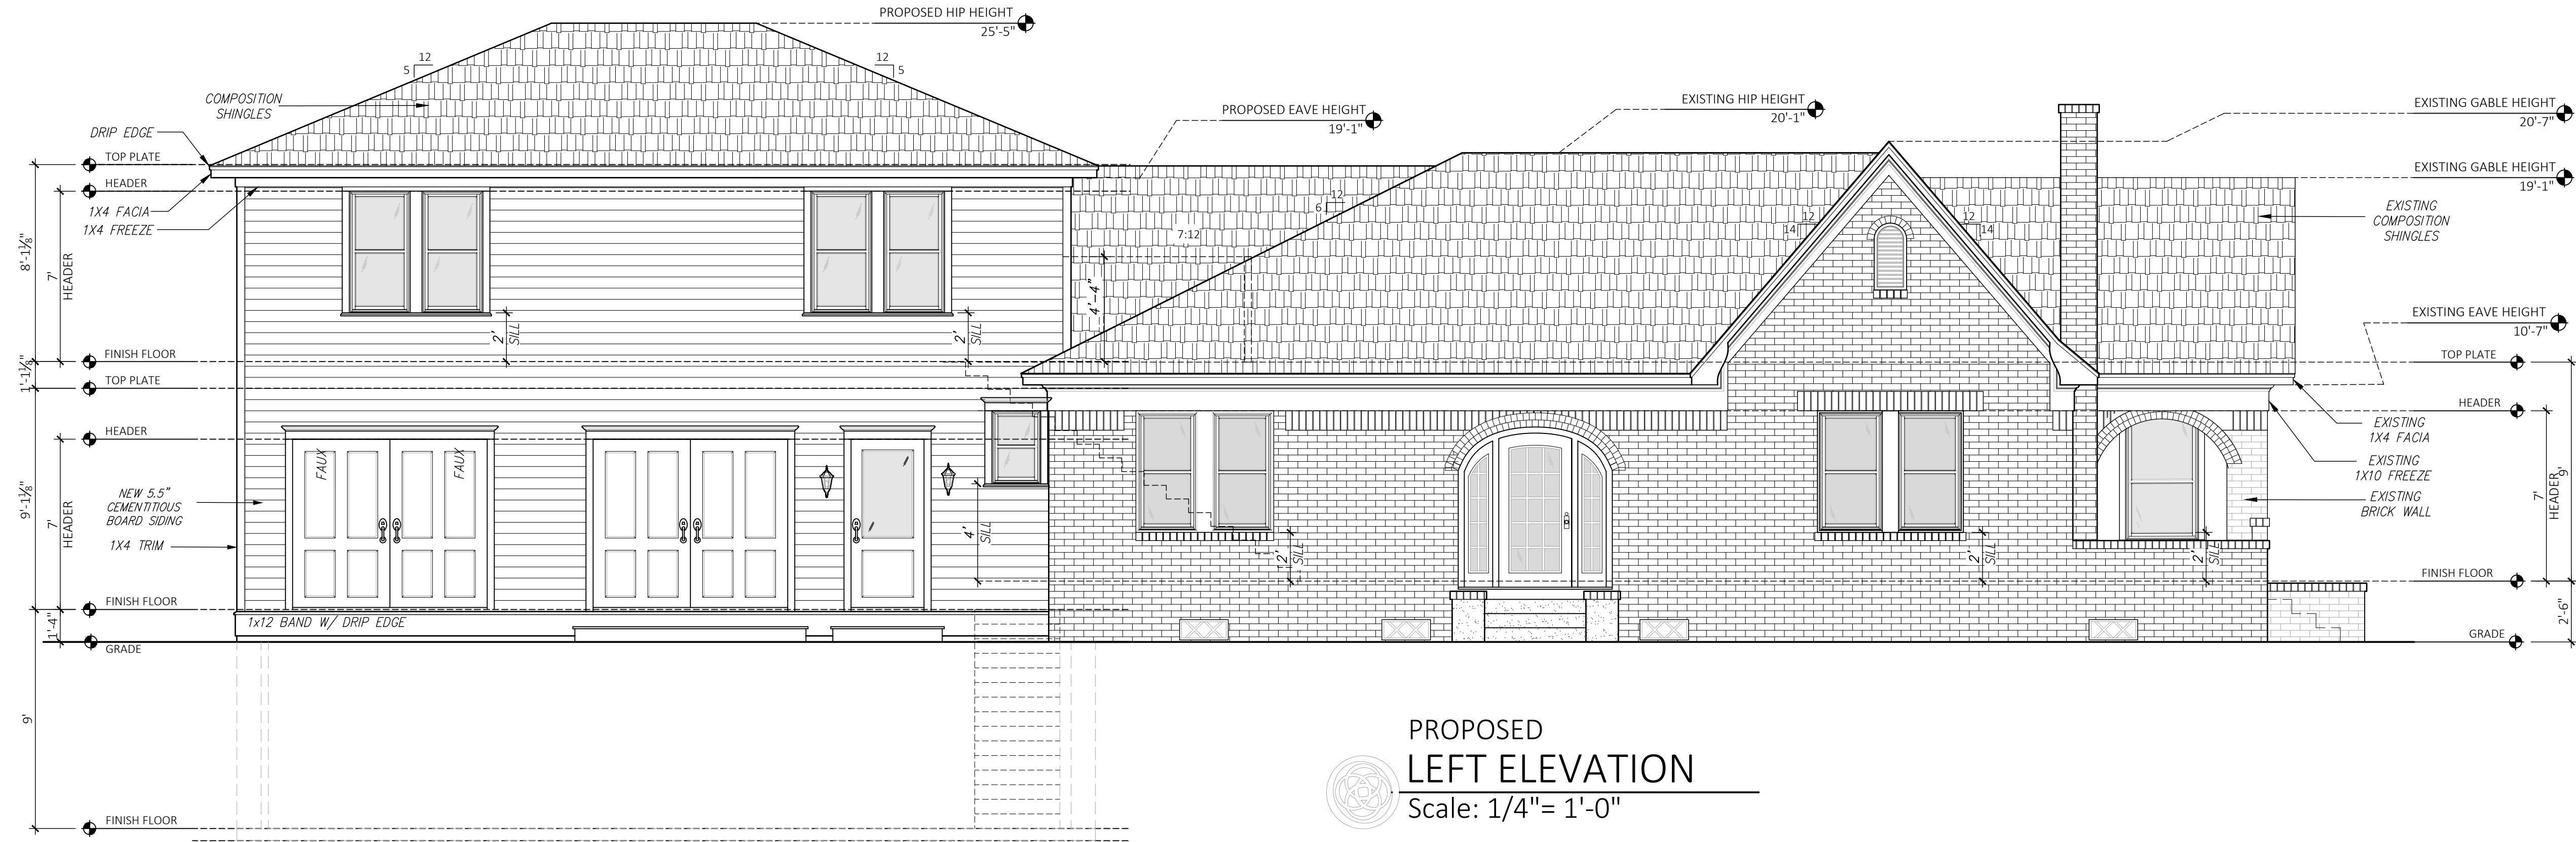 PROPOSED HIP HEIGHT
25'-5"
12
5
12
5
COMPOSITION
SHINGLES
DRIP EDGE
TOP PLATE
HEADER
1X4 FACIA
1X4 FREEZE
8'-1⅛"
7'
HEADER
2'
SILL
2'
SILL
FINISH FLOOR
1'-1⅛"
TOP PLATE
HEADER
9'-1⅛"
7'
HEADER
NEW 5.5"
CEMENTITIOUS
BOARD SIDING
1X4 TRIM
FAUX
FAUX
FINISH FLOOR
1'-4"
1x12 BAND W/ DRIP EDGE
GRADE
9'
FINISH FLOOR
PROPOSED EAVE HEIGHT
19'-1"
EXISTING HIP HEIGHT
20'-1"
EXISTING GABLE HEIGHT
20'-7"
EXISTING GABLE HEIGHT
19'-1"
12
6
7:12
4'-4"
12
14
12
14
EXISTING
COMPOSITION
SHINGLES
EXISTING EAVE HEIGHT
10'-7"
TOP PLATE
HEADER
EXISTING
1X4 FACIA
EXISTING
1X10 FREEZE
EXISTING
BRICK WALL
9'
7'
HEADER
4'
SILL
2'
SILL
2'
SILL
2'
SILL
FINISH FLOOR
2'-6"
GRADE
PROPOSED
LEFT ELEVATION
Scale: 1/4"= 1'-0"